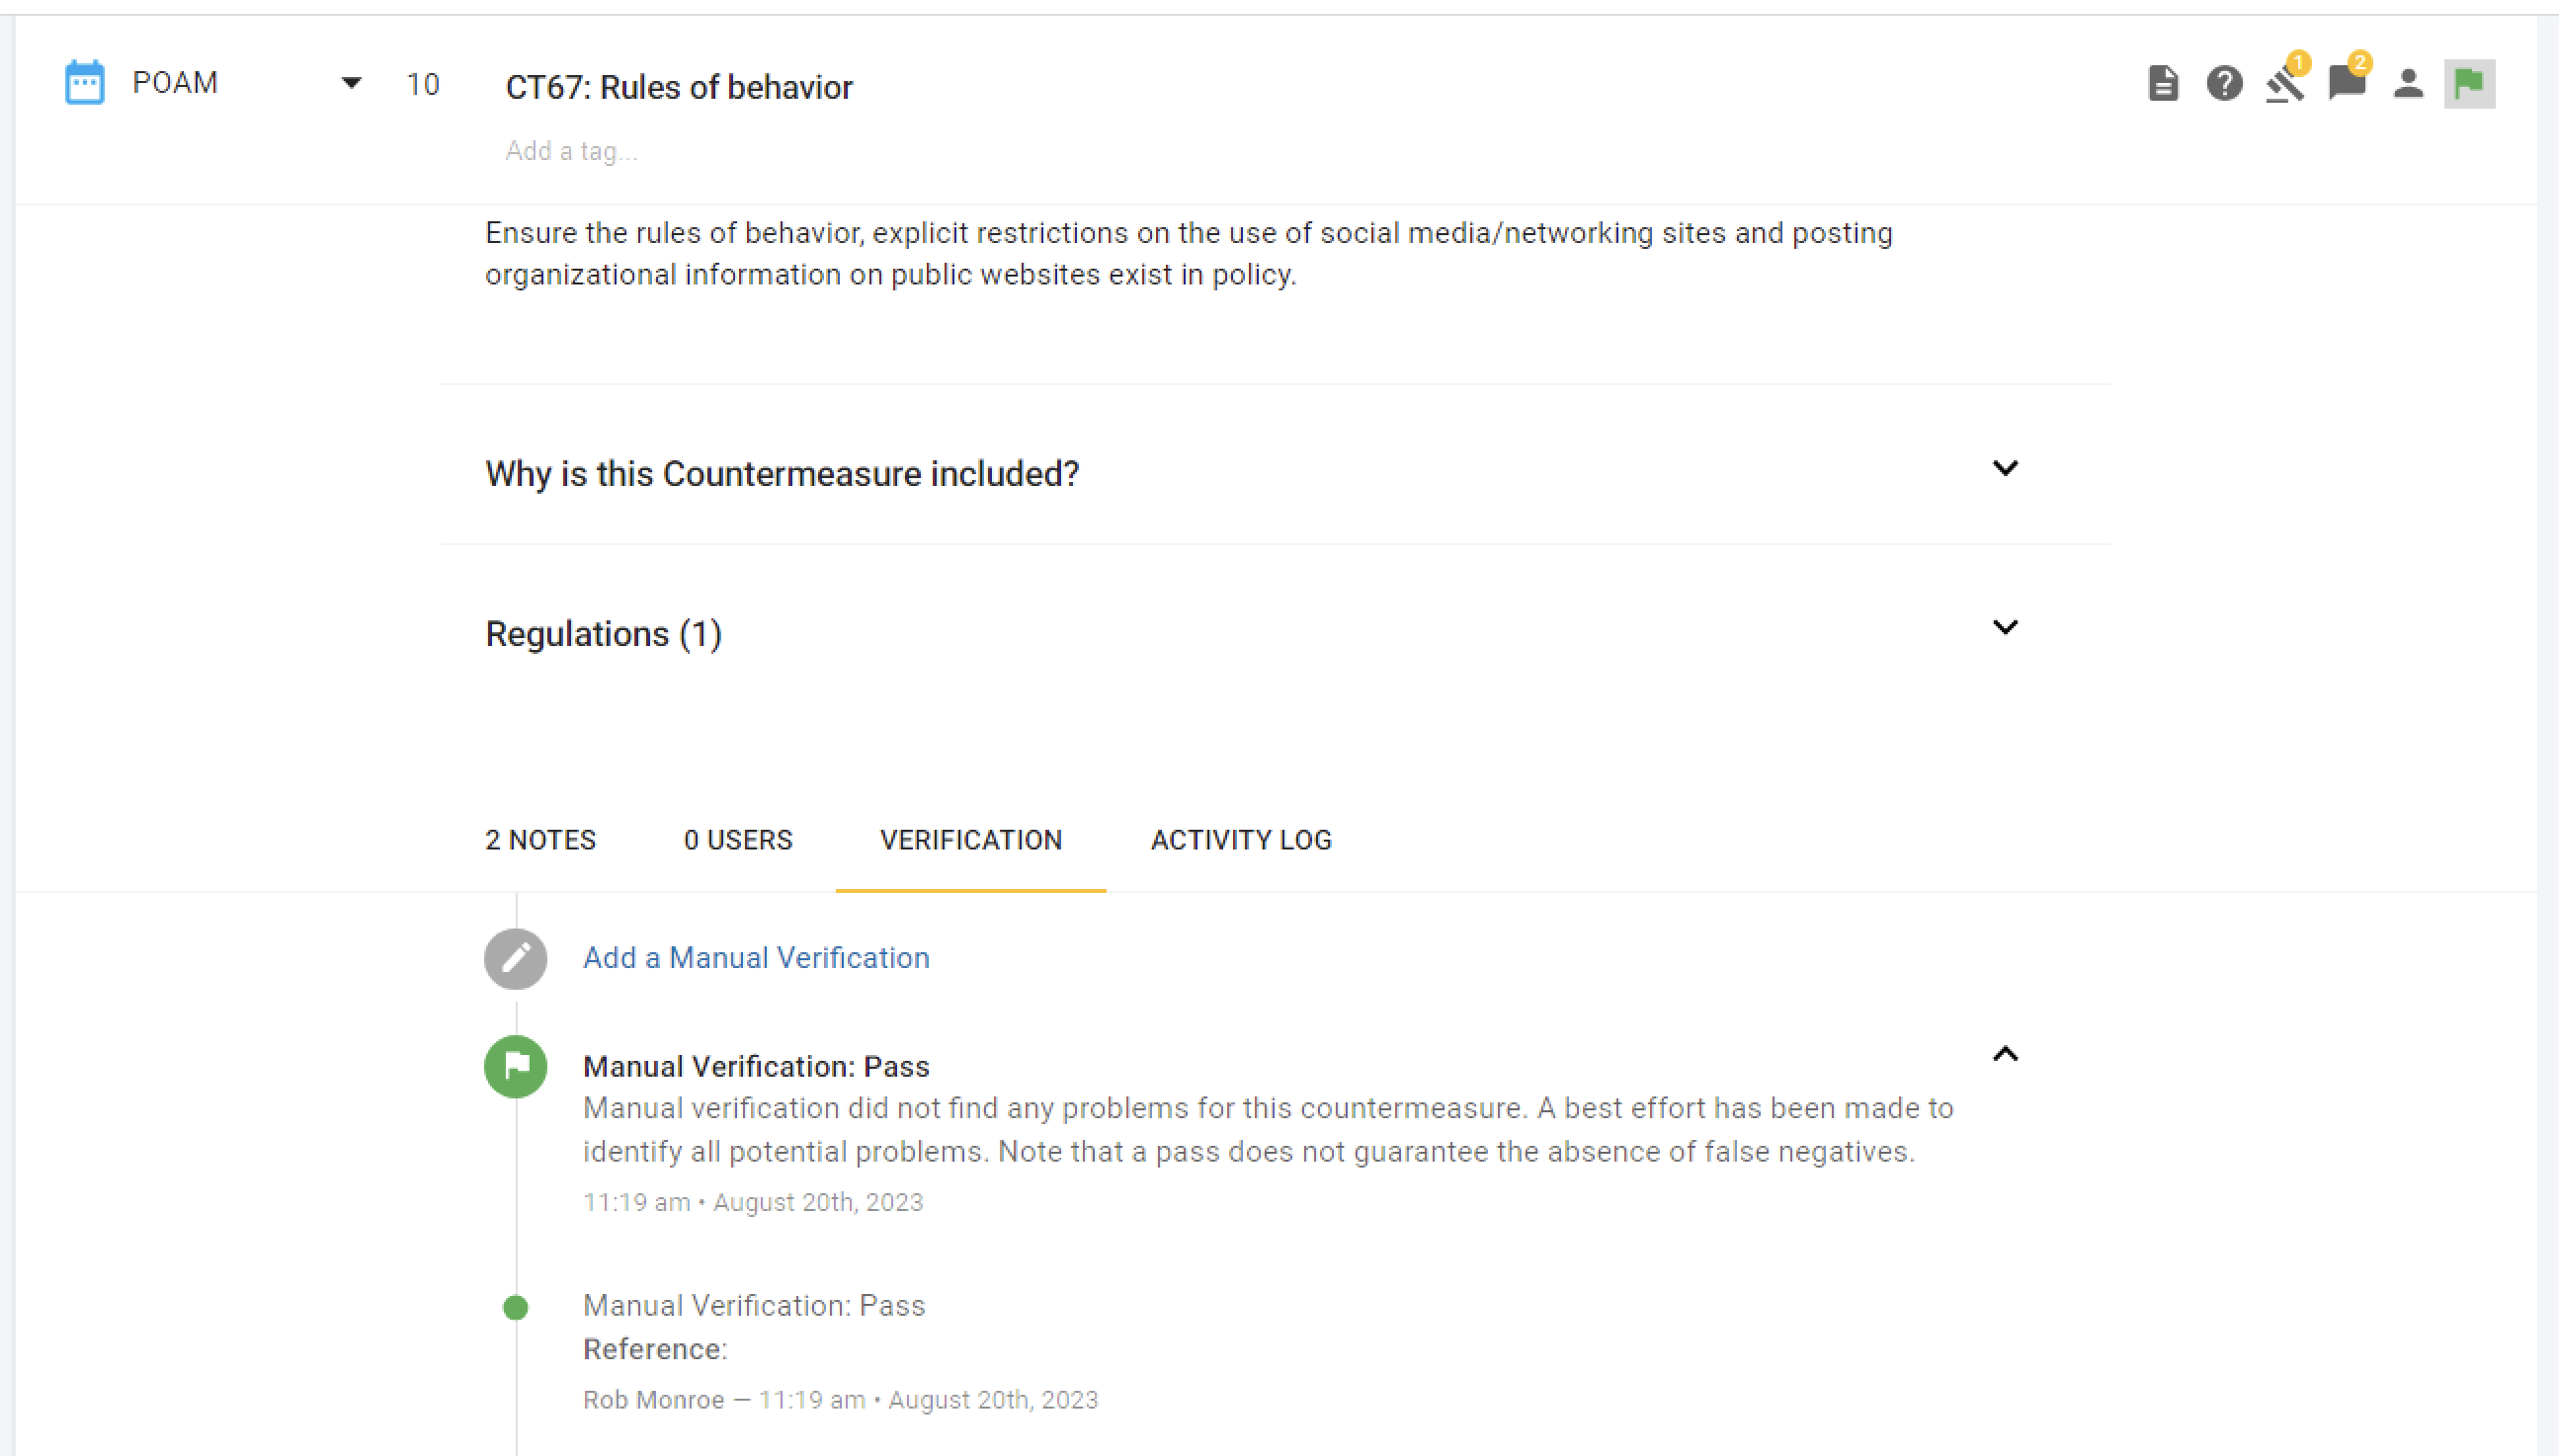 POAM
10
CT67: Rules of behavior
1
2
Add a tag...
Ensure the rules of behavior, explicit restrictions on the use of social media/networking sites and posting
organizational information on public websites exist in policy.
Why is this Countermeasure included?
Regulations (1)
2 NOTES
0 USERS
VERIFICATION
ACTIVITY LOG
Add a Manual Verification
Manual Verification: Pass
Manual verification did not find any problems for this countermeasure. A best effort has been made to
identify all potential problems. Note that a pass does not guarantee the absence of false negatives.
11:19 am • August 20th, 2023
Manual Verification: Pass
Reference:
Rob Monroe — 11:19 am • August 20th, 2023